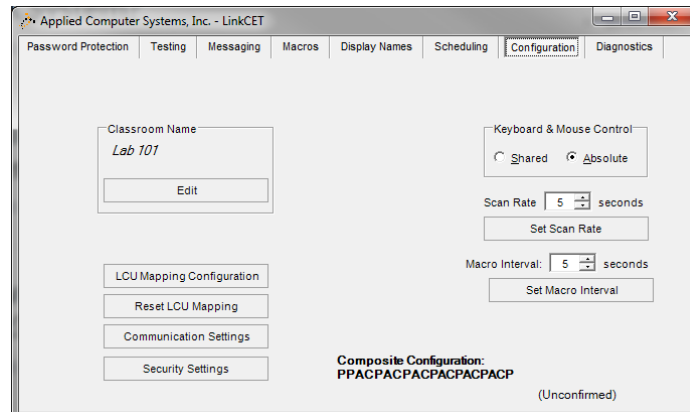 Applied Computer Systems, Inc. - LinkCET
Password Protection Testing Messaging Macros Display Names Scheduling Configuration Diagnostics
Classroom Name
Lab 101
Edit
Keyboard & Mouse Control
Shared Absolute
Scan Rate 5 seconds
Set Scan Rate
Macro Interval: 5 seconds
Set Macro Interval
LCU Mapping Configuration
Reset LCU Mapping
Communication Settings
Security Settings
Composite Configuration:
PPACPACPACPACPACPACP
(Unconfirmed)